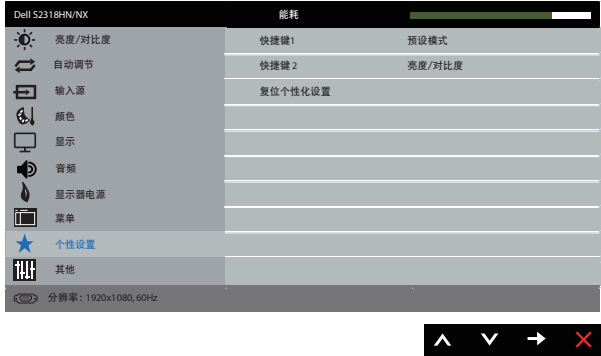 Dell S2318HN/NX 能耗
亮度/对比度 快捷键1 预设模式
自动调节 快捷键 2 亮度/对比度
输入源 复位个性化设置
颜色
显示
音频
显示器电源
菜单
个性设置
其他
分辨率: 1920x1080, 60Hz